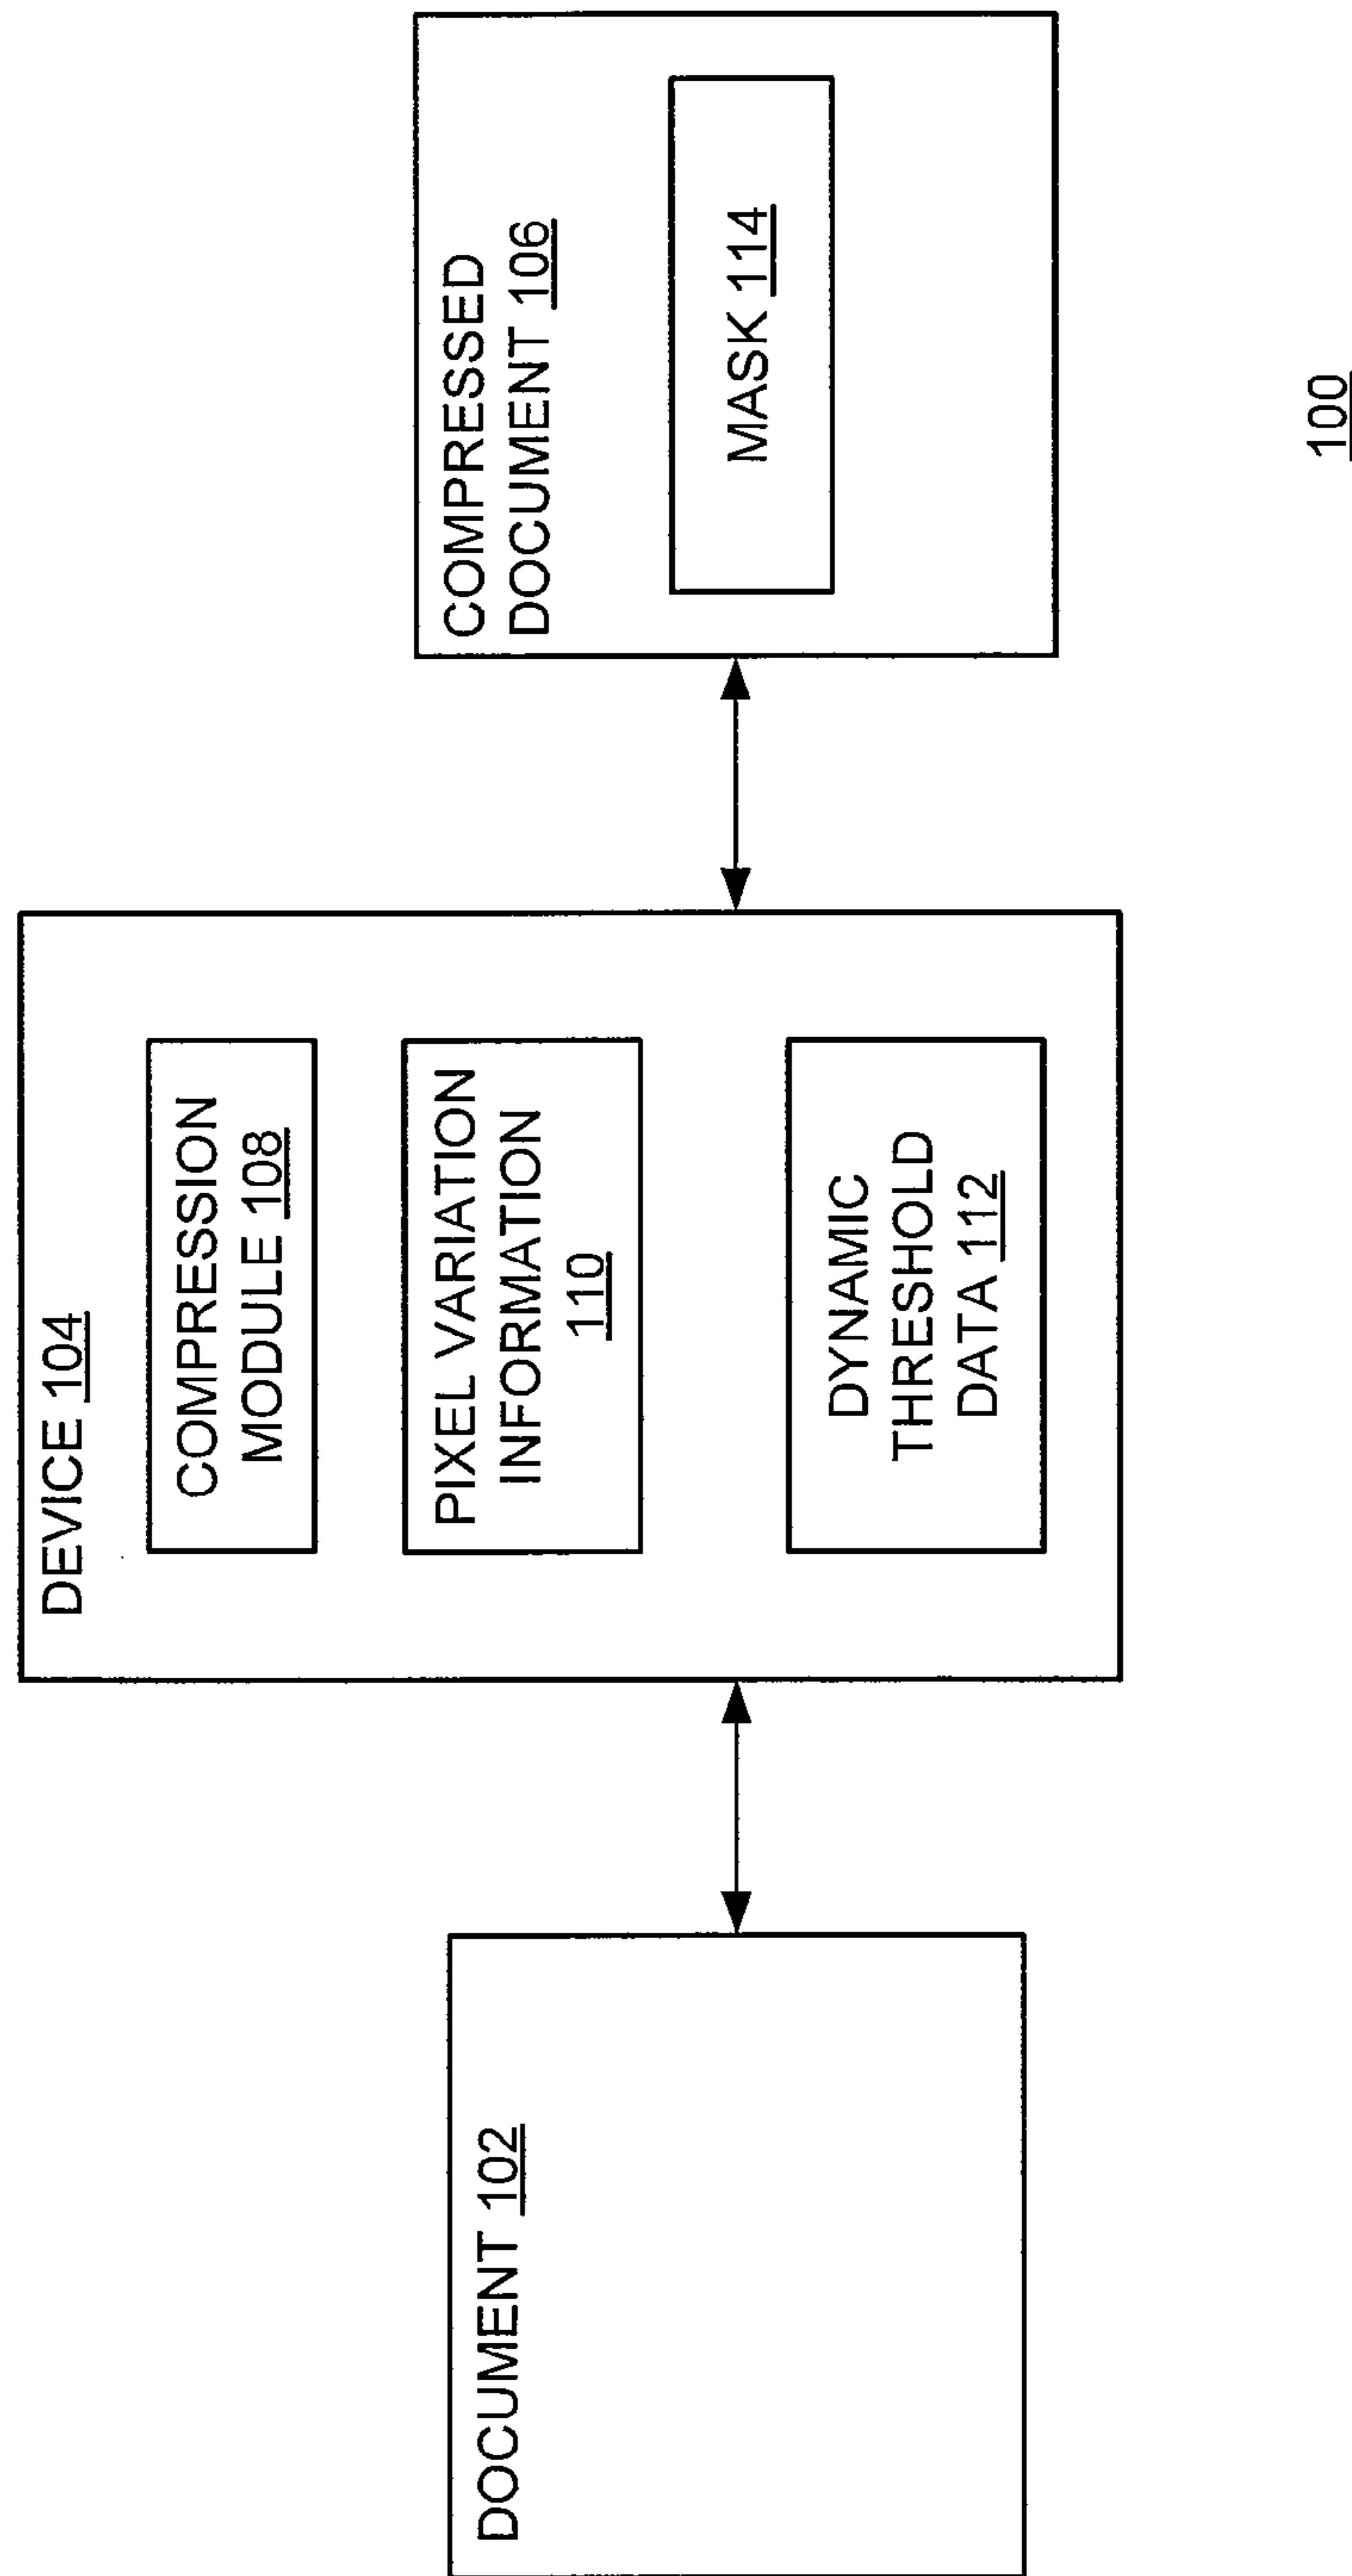 DOCUMENT 102
DEVICE 104
COMPRESSION
MODULE 108
PIXEL VARIATION
INFORMATION
110
DYNAMIC
THRESHOLD
DATA 112
COMPRESSED
DOCUMENT 106
MASK 114
100